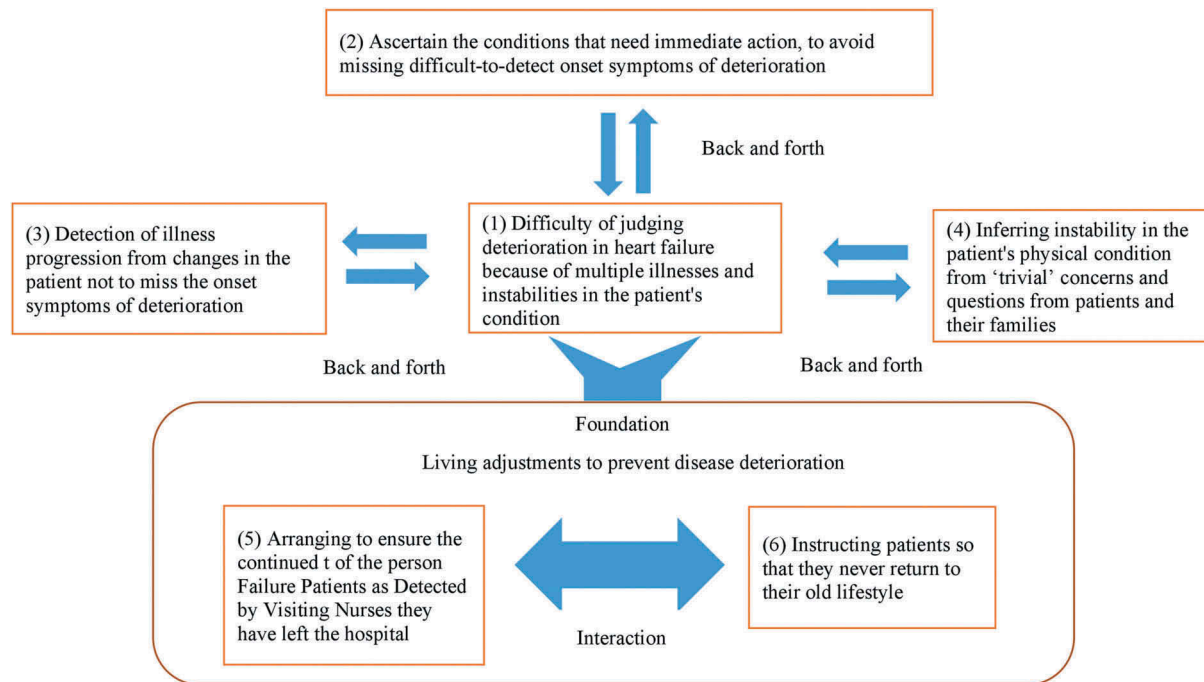 (2) Ascertain the conditions that need immediate action, to avoid
missing difficult-to-detect onset symptoms of deterioration
Back and forth
(3) Detection of illness
progression from changes in the
patient not to miss the onset
symptoms of deterioration
(1) Difficulty of judging
deterioration in heart failure
because of multiple illnesses and
instabilities in the patient's
condition
(4) Inferring instability in the
patient's physical condition
from ‘trivial’ concerns and
questions from patients and
their families
Back and forth
Back and forth
Foundation
Living adjustments to prevent disease deterioration
(5) Arranging to ensure the
continued t of the person
Failure Patients as Detected
by Visiting Nurses they
have left the hospital
(6) Instructing patients so
that they never return to
their old lifestyle
Interaction